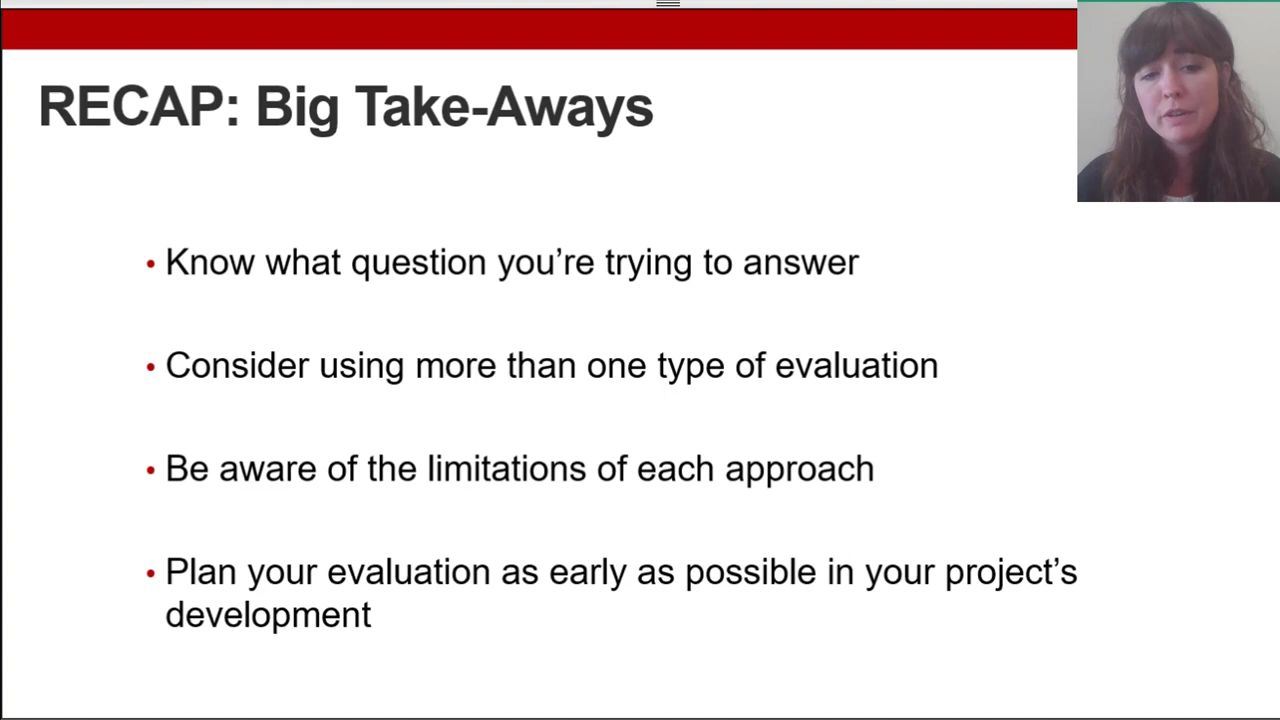 RECAP: Big Take-Aways
• Know what question you’re trying to answer
• Consider using more than one type of evaluation
• Be aware of the limitations of each approach
• Plan your evaluation as early as possible in your project’s
development